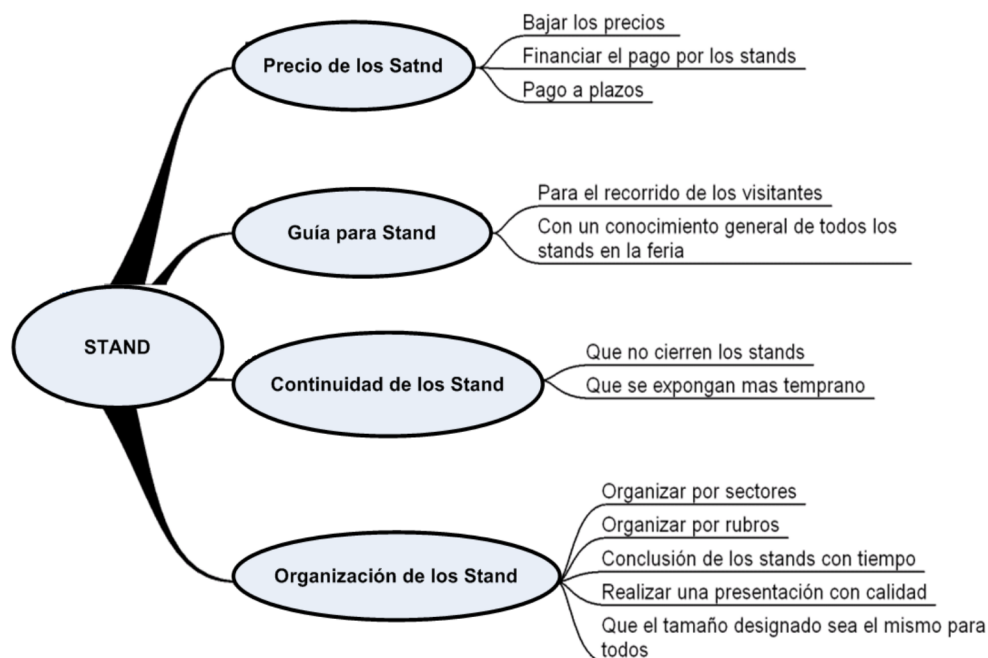 Precio de los Satnd
Bajar los precios
Financiar el pago por los stands
Pago a plazos
Guía para Stand
Para el recorrido de los visitantes
Con un conocimiento general de todos los
stands en la feria
STAND
Continuidad de los Stand
Que no cierren los stands
Que se expongan mas temprano
Organización de los Stand
Organizar por sectores
Organizar por rubros
Conclusión de los stands con tiempo
Realizar una presentación con calidad
Que el tamaño designado sea el mismo para
todos